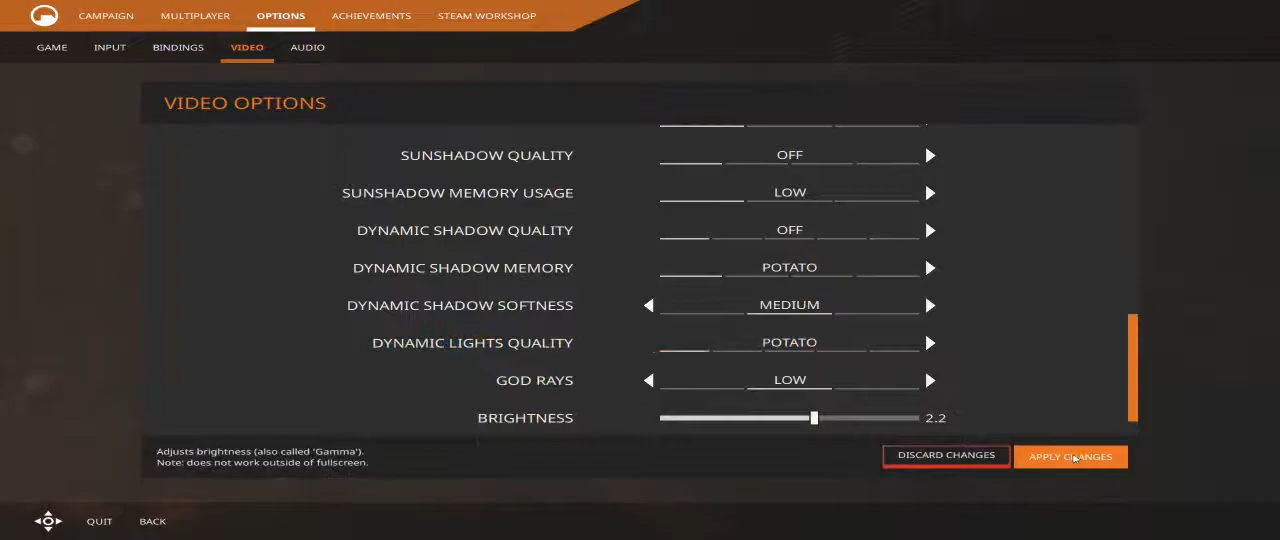 CAMPAIGN MULTIPLAYER OPTIONS ACHIEVEMENTS STEAM WORKSHOP
GAME INPUT BINDINGS VIDEO AUDIO
VIDEO OPTIONS
SUNSHADOW QUALITY OFF
SUNSHADOW MEMORY USAGE LOW
DYNAMIC SHADOW QUALITY OFF
DYNAMIC SHADOW MEMORY POTATO
DYNAMIC SHADOW SOFTNESS MEDIUM
DYNAMIC LIGHTS QUALITY POTATO
GOD RAYS LOW
BRIGHTNESS 2.2
Adjusts brightness (also called 'Gamma').
Note: does not work outside of fullscreen.
DISCARD CHANGES APPLY CHANGES
QUIT BACK